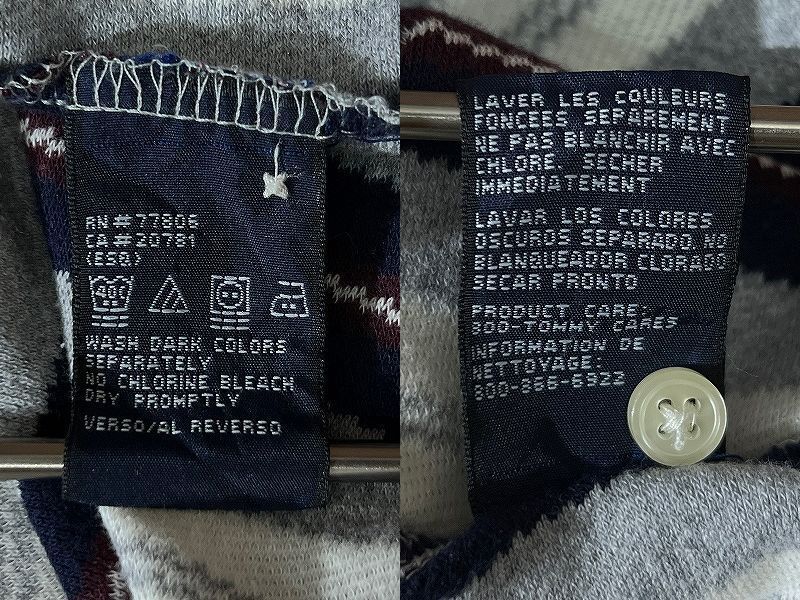 RN#77806
CA#20781
(ESB)
40
WASH DARK COLORS
SEPARATELY
NO CHLORINE BLEACH
DRY PROMPTLY
VERSO/AL REVERSO
LAVER LES COULEURS
FONCEES SEPAREMENT
NE PAS BLANCHIR AVEC
CHLORE SECHER
IMMEDIATEMENT
LAVAR LOS COLORES
OSCUROS SEPARADO NO
BLANQUEADOR CLORADO
SECAR PRONTO
PRODUCT CARE:
800-TOMMY CARES
INFORMATION DE
NETTOYAGE
800-866-6922